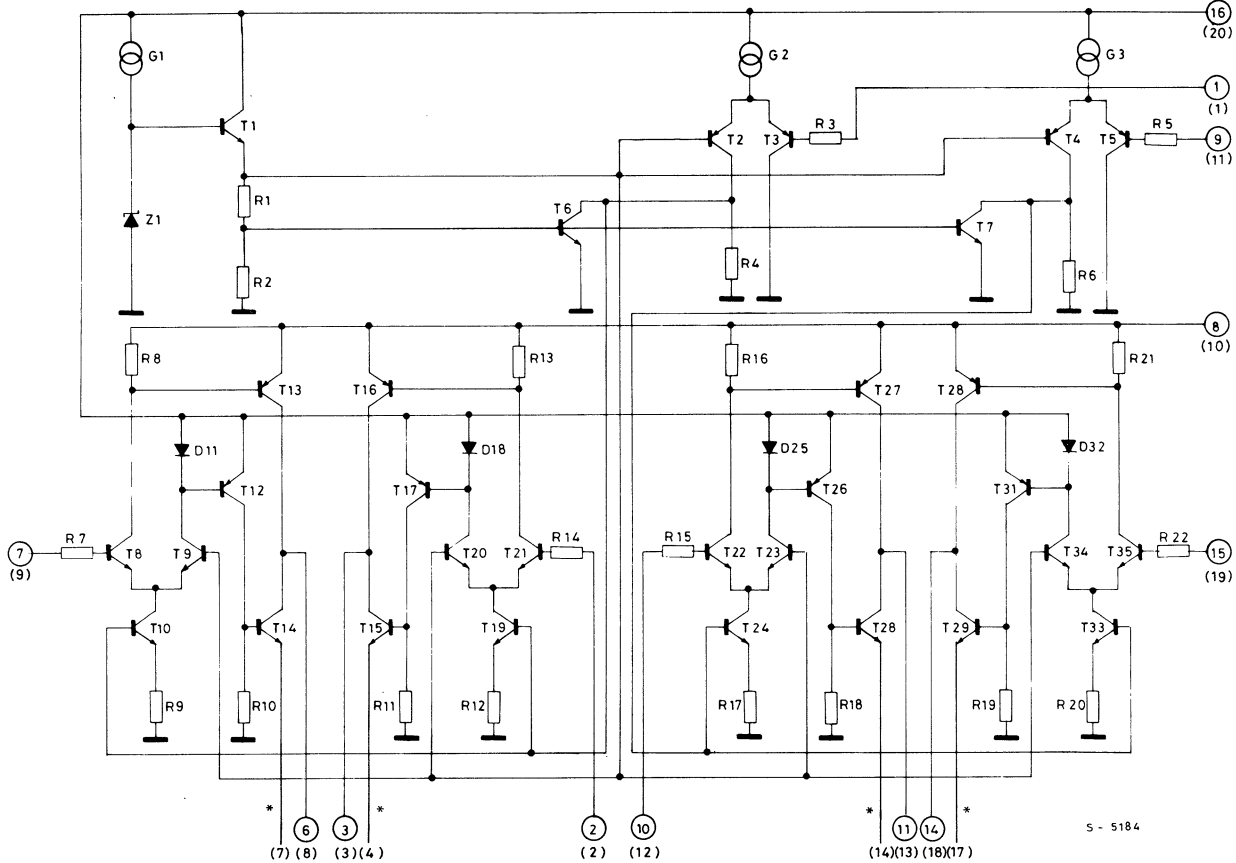 16
(20)
G1
G2
G3
1
(1)
T1
R3
R5
T2
T3
T4
T5
9
(11)
R1
T6
Z1
T7
R2
R4
R6
8
(10)
R8
R13
R16
R21
T13
T16
T27
T28
D11
D18
D25
D32
T12
T17
T26
T31
R7
R14
R15
R22
7
(9)
T8
T9
T20
T21
T22
T23
T34
T35
15
(19)
T10
T14
T15
T19
T24
T28
T29
T33
R9
R10
R11
R12
R17
R18
R19
R20
* * * *
6
3
2
10
11
14
S - 5184
(7) (8) (3) (4) (2) (12) (14) (13) (18) (17)